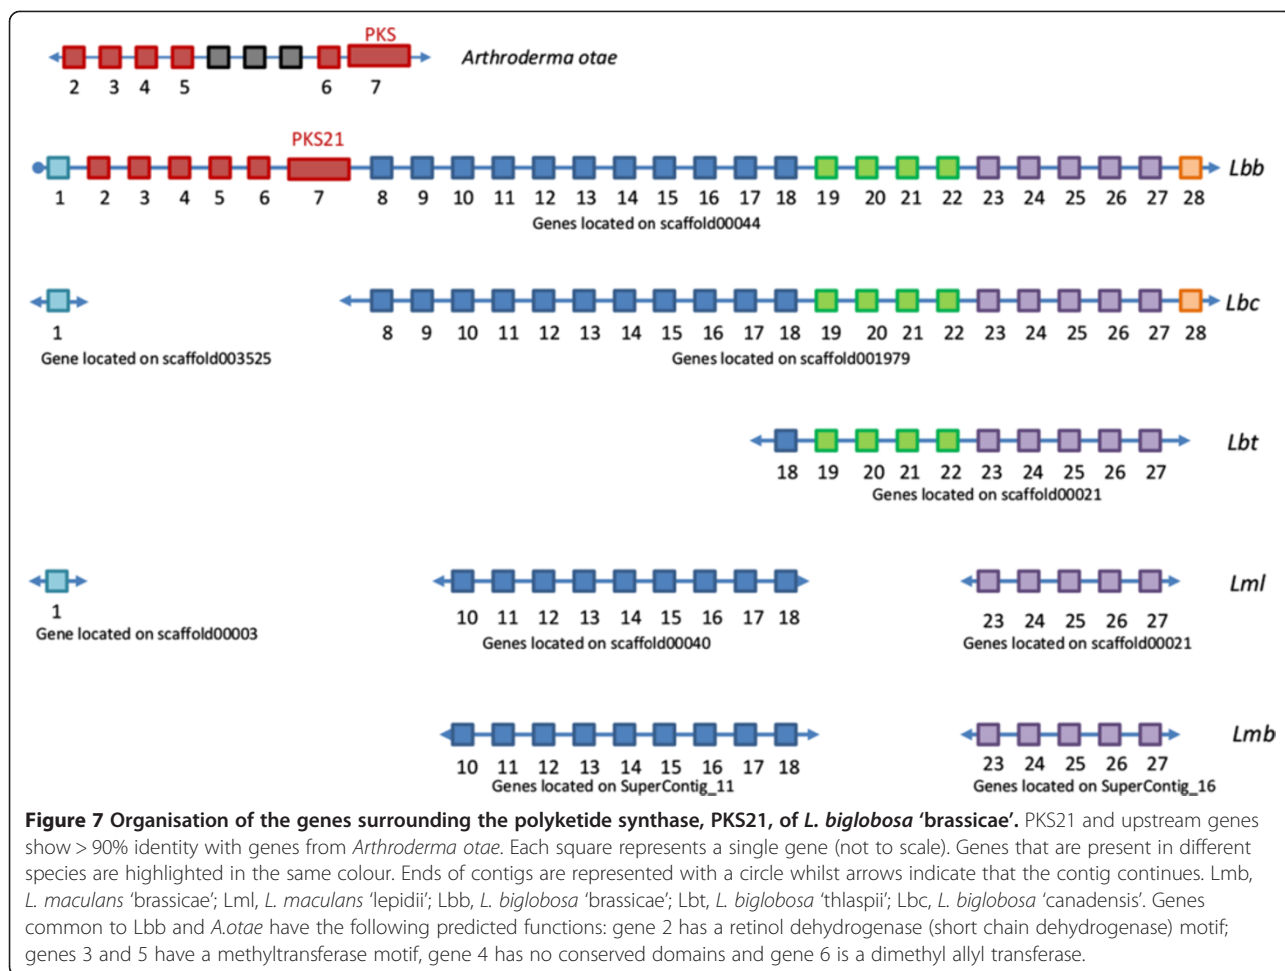 PKS
Arthroderma otae
2 3 4 5 6 7
PKS21
Lbb
1 2 3 4 5 6 7 8 9 10 11 12 13 14 15 16 17 18 19 20 21 22 23 24 25 26 27 28
Genes located on scaffold00044
Lbc
1 8 9 10 11 12 13 14 15 16 17 18 19 20 21 22 23 24 25 26 27 28
Gene located on scaffold003525 Genes located on scaffold001979
Lbt
18 19 20 21 22 23 24 25 26 27
Genes located on scaffold00021
Lml
1 10 11 12 13 14 15 16 17 18 23 24 25 26 27
Gene located on scaffold00003 Genes located on scaffold00040 Genes located on scaffold00021
Lmb
10 11 12 13 14 15 16 17 18 23 24 25 26 27
Genes located on SuperContig_11 Genes located on SuperContig_16
Figure 7 Organisation of the genes surrounding the polyketide synthase, PKS21, of L. biglobosa ‘brassicae’. PKS21 and upstream genes
show > 90% identity with genes from Arthroderma otae. Each square represents a single gene (not to scale). Genes that are present in different
species are highlighted in the same colour. Ends of contigs are represented with a circle whilst arrows indicate that the contig continues. Lmb,
L. maculans ‘brassicae’; Lml, L. maculans ‘lepidii’; Lbb, L. biglobosa ‘brassicae’; Lbt, L. biglobosa ‘thlaspii’; Lbc, L. biglobosa ‘canadensis’. Genes
common to Lbb and A.otae have the following predicted functions: gene 2 has a retinol dehydrogenase (short chain dehydrogenase) motif;
genes 3 and 5 have a methyltransferase motif, gene 4 has no conserved domains and gene 6 is a dimethyl allyl transferase.